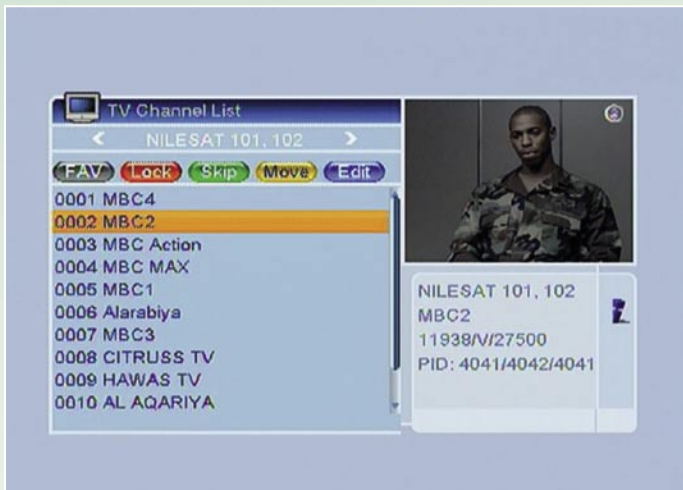 TV Channel List
NILESAT 101, 102
FAV Lock Skip Move Edit
0001 MBC4
0002 MBC2
0003 MBC Action
0004 MBC MAX
0005 MBC1
0006 Alarabiya
0007 MBC3
0008 CITRUSS TV
0009 HAWAS TV
0010 AL AQARIYA
NILESAT 101, 102
MBC2
11938/V/27500
PID: 4041/4042/4041